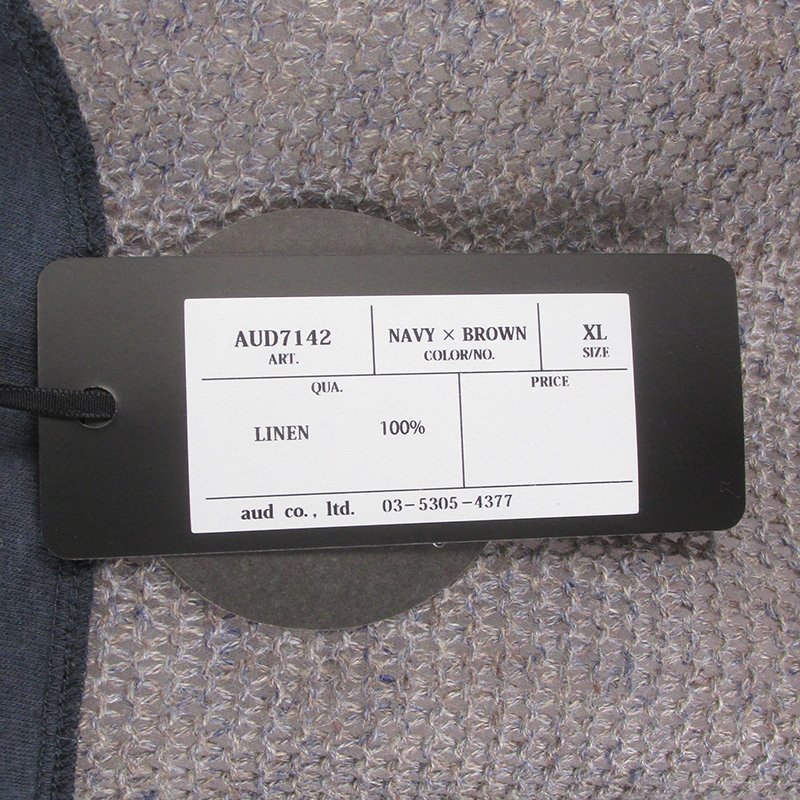 AUD7142 NAVY × BROWN XL
ART. COLOR/NO. SIZE
QUA. PRICE
LINEN 100%
aud co., ltd. 03-5305-4377